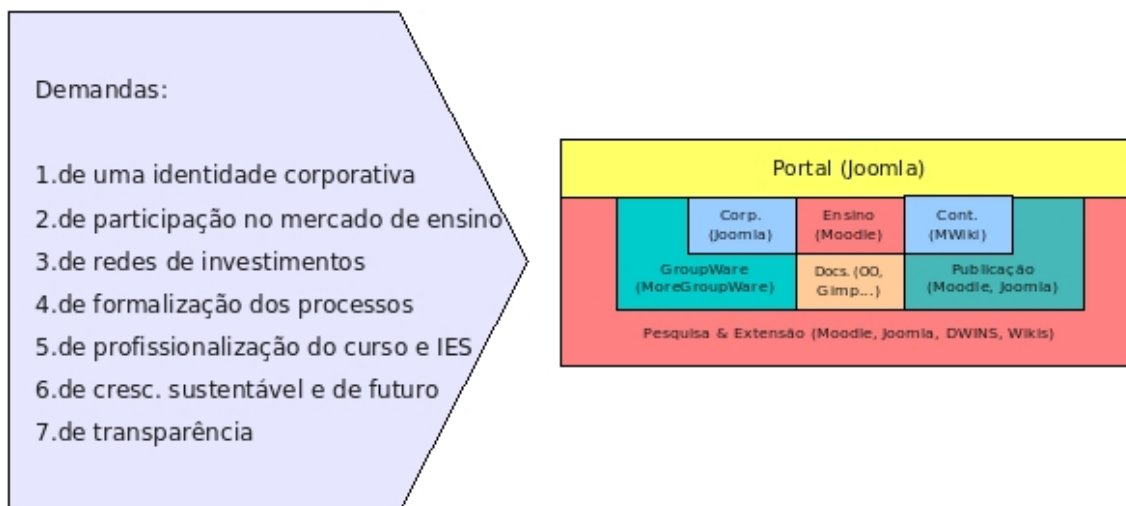 Demandas:
1.de uma identidade corporativa
2.de participação no mercado de ensino
3.de redes de investimentos
4.de formalização dos processos
5.de profissionalização do curso e IES
6.de cresc. sustentável e de futuro
7.de transparência
Portal (Joomla)
Corp.
(Joomla)
Ensino
(Moodle)
Cont.
(MWiki)
GroupWare
(MoreGroupWare)
Docs. (OO,
Gimp...)
Publicação
(Moodle, Joomla)
Pesquisa & Extensão (Moodle, Joomla, DWINS, Wikis)